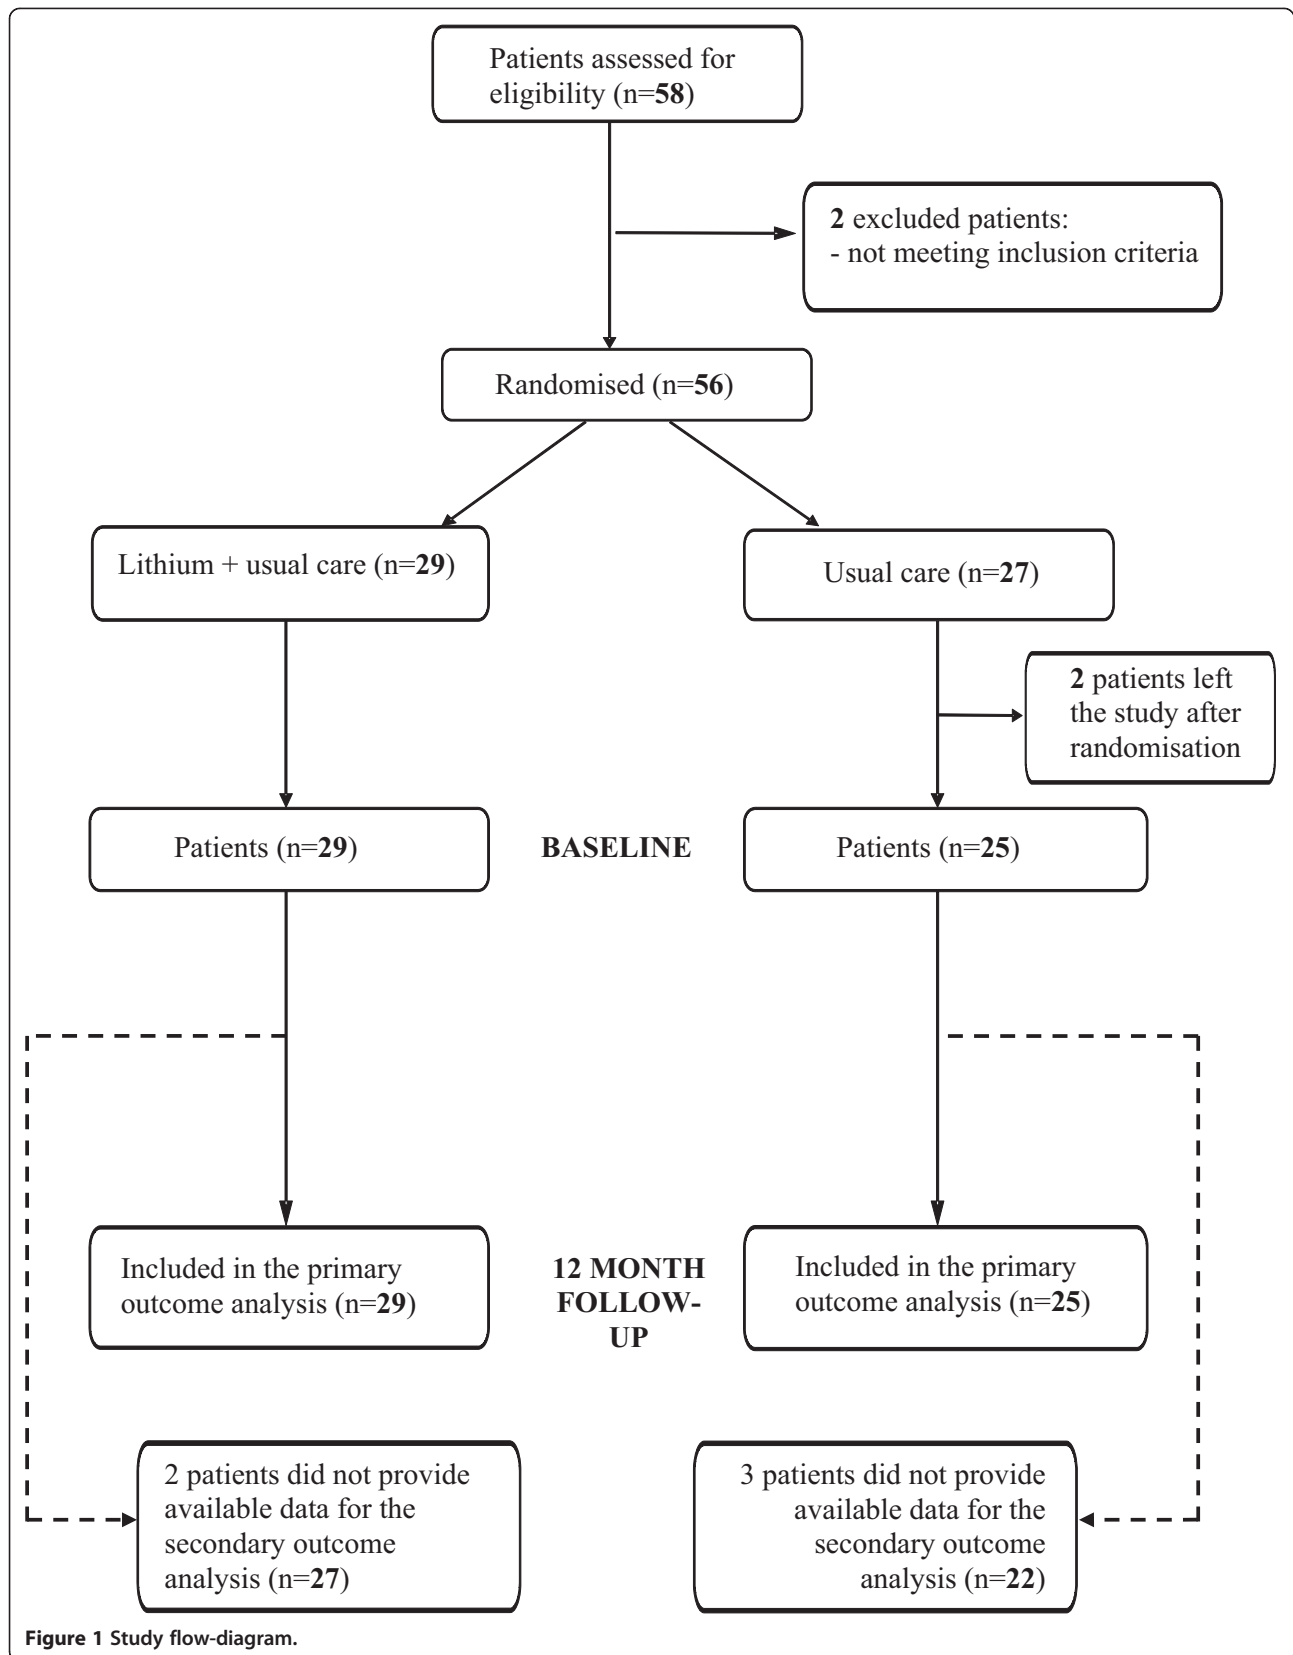 Patients assessed for
eligibility (n=58)
2 excluded patients:
- not meeting inclusion criteria
Randomised (n=56)
Lithium + usual care (n=29)
Usual care (n=27)
2 patients left
the study after
randomisation
Patients (n=29)
BASELINE
Patients (n=25)
Included in the primary
outcome analysis (n=29)
12 MONTH
FOLLOW-
UP
Included in the primary
outcome analysis (n=25)
2 patients did not provide
available data for the
secondary outcome
analysis (n=27)
3 patients did not provide
available data for the
secondary outcome
analysis (n=22)
Figure 1 Study flow-diagram.